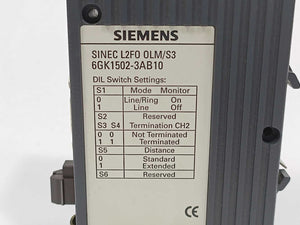 SIEMENS
SINEC L2FO OLM/S3
6GK1502-3AB10
DIL Switch Settings:
S1 Mode Monitor
0 Line/Ring On
1 Line Off
S2 Reserved
S3 S4 Termination CH2
0 0 Not Terminated
1 1 Terminated
S5 Distance
0 Standard
1 Extended
S6 Reserved
CE